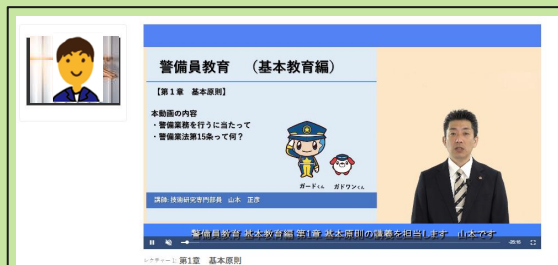 警備員教育 （基本教育編）
【第1章 基本原則】
本動画の内容
・警備業務を行うに当たって
・警備業法第15条って何？
ガードくん ガドワンくん
講師：技術研究専門部員 山本 正彦
警備員教育 基本教育編 第1章 基本原則の講義を担当します 山本です
第1章 基本原則